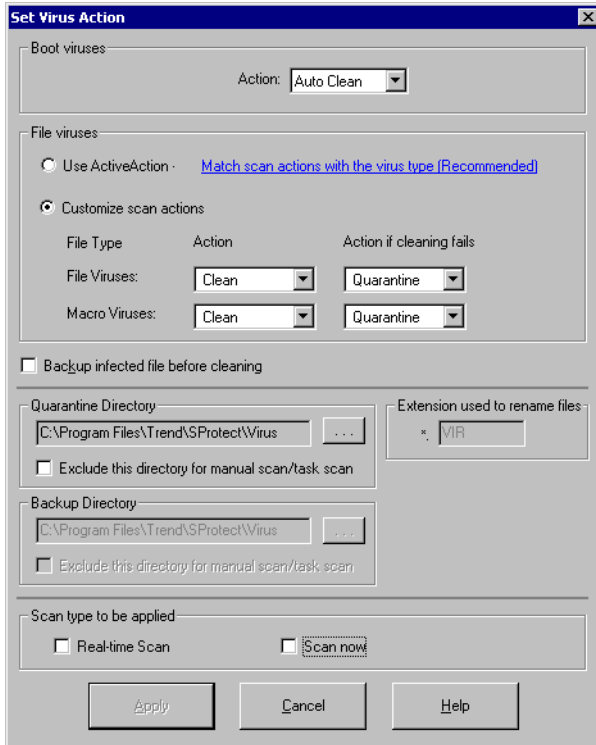 Set Virus Action
Boot viruses
Action: Auto Clean
File viruses
Use ActiveAction - Match scan actions with the virus type (Recommended)
Customize scan actions
File Type Action Action if cleaning fails
File Viruses: Clean Quarantine
Macro Viruses: Clean Quarantine
Backup infected file before cleaning
Quarantine Directory
C:\Program Files\Trend\SProtect\Virus ...
Exclude this directory for manual scan/task scan
Extension used to rename files
*. VIR
Backup Directory
C:\Program Files\Trend\SProtect\Virus ...
Exclude this directory for manual scan/task scan
Scan type to be applied
Real-time Scan Scan now
Apply Cancel Help